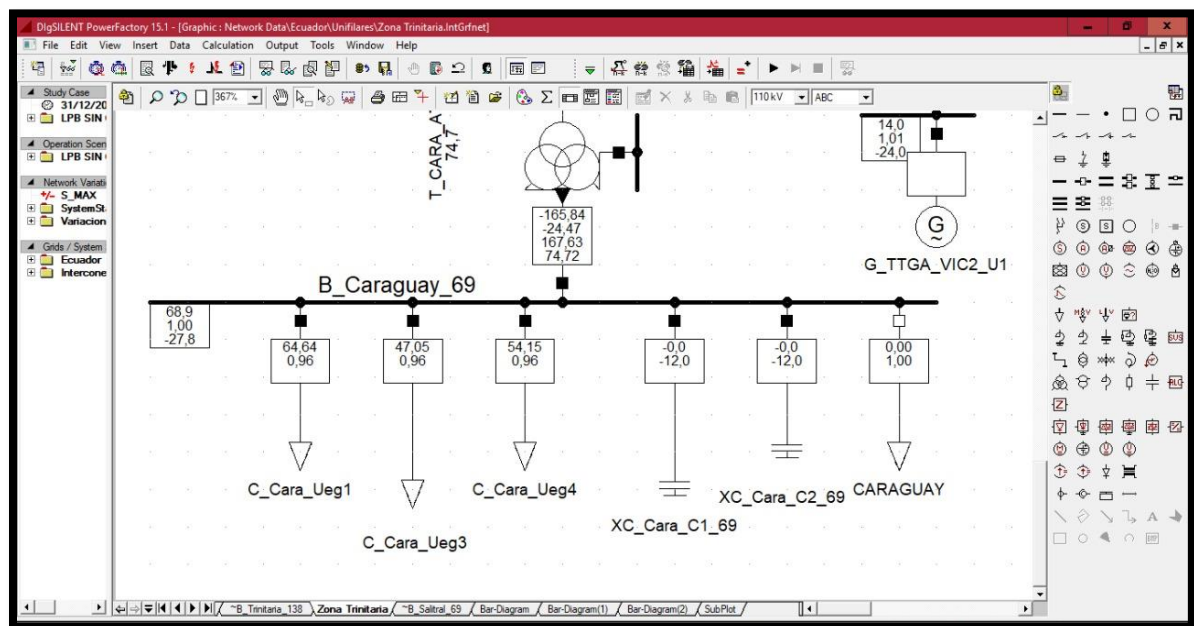 DIgSILENT PowerFactory 15.1 - [Graphic : Network Data\Ecuador\Unifilares\Zona Trinitaria.IntGrfnet]
File Edit View Insert Data Calculation Output Tools Window Help
367%
110 kV
ABC
Study Case
31/12/20
LPB SIN
Operation Scen
LPB SIN
Network Variati
S_MAX
SystemSt
Variacion
Grids / System
Ecuador
Intercone
T_CARA_A
74,7
14,0
1,01
-24,0
G
~
G_TTGA_VIC2_U1
-165,84
-24,47
167,63
74,72
B_Caraguay_69
68,9
1,00
-27,8
64,64
0,96
47,05
0,96
54,15
0,96
-0,0
-12,0
-0,0
-12,0
0,00
1,00
C_Cara_Ueg1
C_Cara_Ueg4
XC_Cara_C2_69
CARAGUAY
XC_Cara_C1_69
C_Cara_Ueg3
~B_Trinitaria_138 Zona Trinitaria ~B_Salitral_69 Bar-Diagram Bar-Diagram(1) Bar-Diagram(2) SubPlot